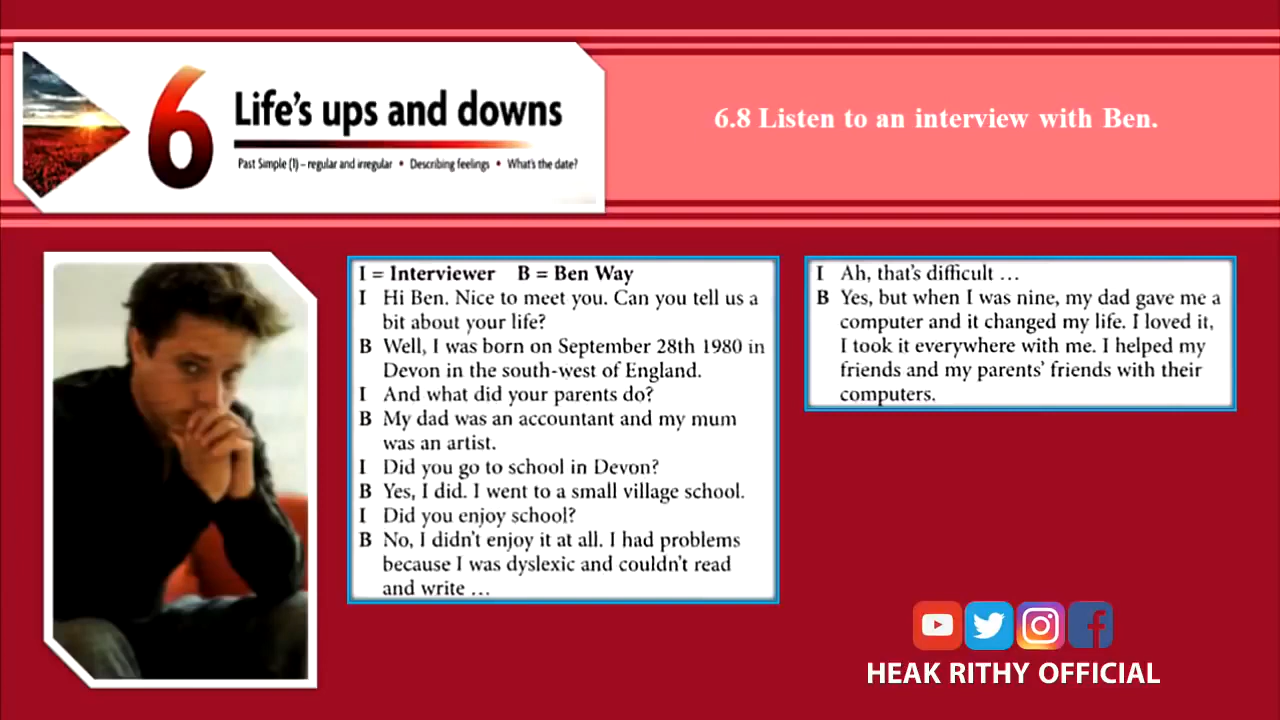 6
Life's ups and downs
Past Simple (1) – regular and irregular • Describing feelings • What's the date?
6.8 Listen to an interview with Ben.
I = Interviewer B = Ben Way
I Hi Ben. Nice to meet you. Can you tell us a
bit about your life?
B Well, I was born on September 28th 1980 in
Devon in the south-west of England.
I And what did your parents do?
B My dad was an accountant and my mum
was an artist.
I Did you go to school in Devon?
B Yes, I did. I went to a small village school.
I Did you enjoy school?
B No, I didn't enjoy it at all. I had problems
because I was dyslexic and couldn't read
and write …
I Ah, that's difficult …
B Yes, but when I was nine, my dad gave me a
computer and it changed my life. I loved it,
I took it everywhere with me. I helped my
friends and my parents' friends with their
computers.
HEAK RITHY OFFICIAL